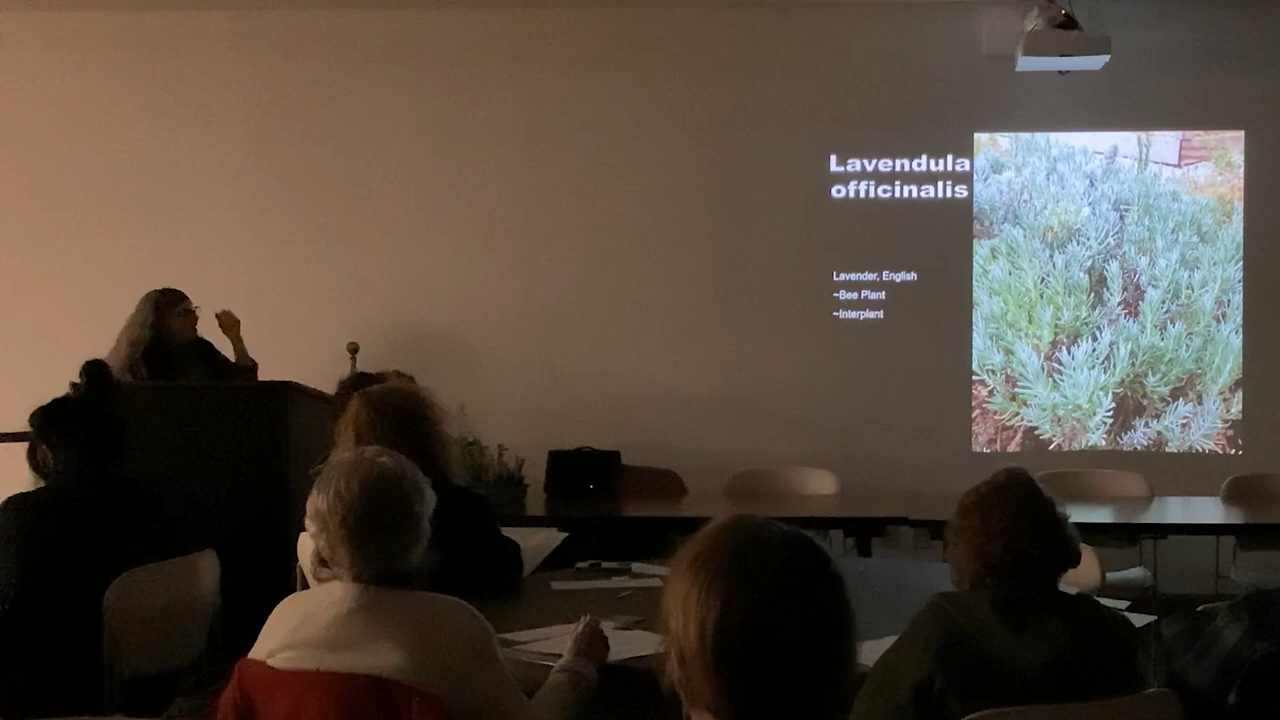 Lavendula
officinalis
Lavender, English
~Bee Plant
~Interplant